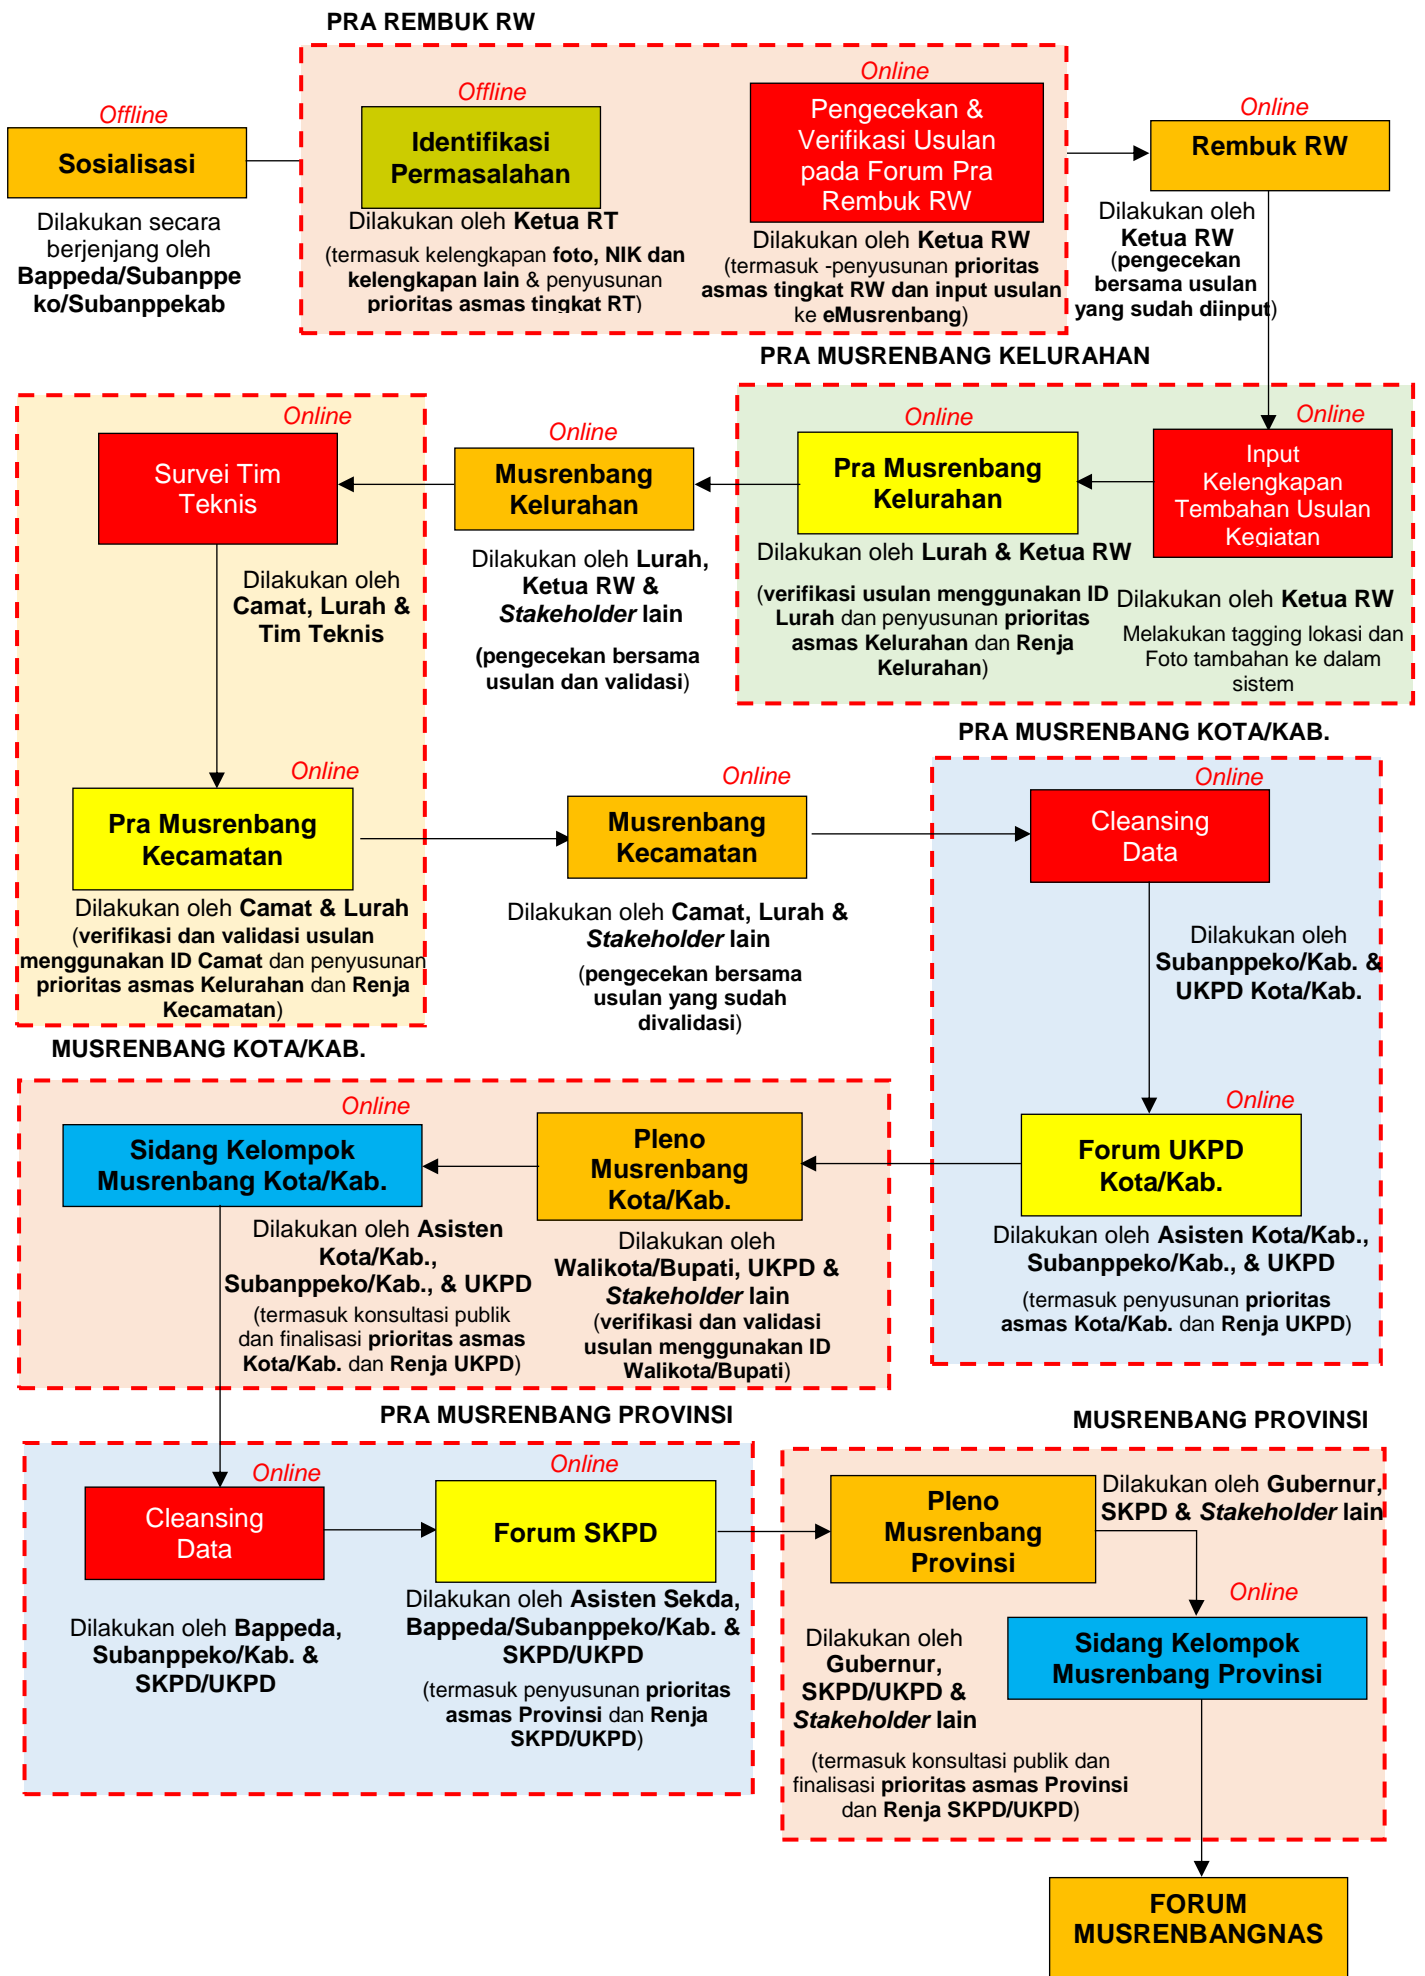 PRA REMBUK RW
Offline
Sosialisasi
Dilakukan secara
berjenjang oleh
Bappeda/Subanppe
ko/Subanppekab
Offline
Identifikasi
Permasalahan
Dilakukan oleh Ketua RT
(termasuk kelengkapan foto, NIK dan
kelengkapan lain & penyusunan
prioritas asmas tingkat RT)
Online
Pengecekan &
Verifikasi Usulan
pada Forum Pra
Rembuk RW
Dilakukan oleh Ketua RW
(termasuk -penyusunan prioritas
asmas tingkat RW dan input usulan
ke eMusrenbang)
Online
Rembuk RW
Dilakukan oleh
Ketua RW
(pengecekan
bersama usulan
yang sudah diinput)
PRA MUSRENBANG KELURAHAN
Online
Input
Kelengkapan
Tembahan Usulan
Kegiatan
Dilakukan oleh Ketua RW
Melakukan tagging lokasi dan
Foto tambahan ke dalam
sistem
Online
Pra Musrenbang
Kelurahan
Dilakukan oleh Lurah & Ketua RW
(verifikasi usulan menggunakan ID
Lurah dan penyusunan prioritas
asmas Kelurahan dan Renja
Kelurahan)
Online
Musrenbang
Kelurahan
Dilakukan oleh Lurah,
Ketua RW &
Stakeholder lain
(pengecekan bersama
usulan dan validasi)
Online
Survei Tim
Teknis
Dilakukan oleh
Camat, Lurah &
Tim Teknis
Online
Pra Musrenbang
Kecamatan
Dilakukan oleh Camat & Lurah
(verifikasi dan validasi usulan
menggunakan ID Camat dan penyusunan
prioritas asmas Kelurahan dan Renja
Kecamatan)
Online
Musrenbang
Kecamatan
Dilakukan oleh Camat, Lurah &
Stakeholder lain
(pengecekan bersama
usulan yang sudah
divalidasi)
PRA MUSRENBANG KOTA/KAB.
Online
Cleansing
Data
Dilakukan oleh
Subanppeko/Kab. &
UKPD Kota/Kab.
Online
Forum UKPD
Kota/Kab.
Dilakukan oleh Asisten Kota/Kab.,
Subanppeko/Kab., & UKPD
(termasuk penyusunan prioritas
asmas Kota/Kab. dan Renja UKPD)
MUSRENBANG KOTA/KAB.
Pleno
Musrenbang
Kota/Kab.
Dilakukan oleh
Walikota/Bupati, UKPD &
Stakeholder lain
(verifikasi dan validasi
usulan menggunakan ID
Walikota/Bupati)
Online
Sidang Kelompok
Musrenbang Kota/Kab.
Dilakukan oleh Asisten
Kota/Kab.,
Subanppeko/Kab., & UKPD
(termasuk konsultasi publik
dan finalisasi prioritas asmas
Kota/Kab. dan Renja UKPD)
PRA MUSRENBANG PROVINSI
Online
Cleansing
Data
Dilakukan oleh Bappeda,
Subanppeko/Kab. &
SKPD/UKPD
Online
Forum SKPD
Dilakukan oleh Asisten Sekda,
Bappeda/Subanppeko/Kab. &
SKPD/UKPD
(termasuk penyusunan prioritas
asmas Provinsi dan Renja
SKPD/UKPD)
MUSRENBANG PROVINSI
Pleno
Musrenbang
Provinsi
Dilakukan oleh Gubernur,
SKPD & Stakeholder lain
Online
Sidang Kelompok
Musrenbang Provinsi
Dilakukan oleh
Gubernur,
SKPD/UKPD &
Stakeholder lain
(termasuk konsultasi publik dan
finalisasi prioritas asmas Provinsi
dan Renja SKPD/UKPD)
FORUM
MUSRENBANGNAS